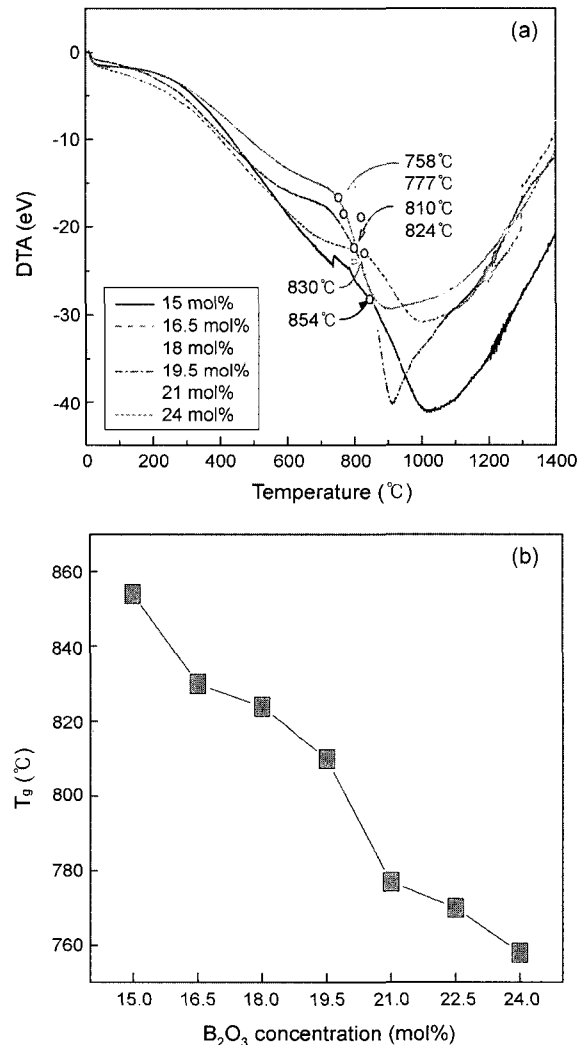 (a)
0
-10
-20
-30
-40
DTA (eV)
758℃
777℃
810℃
824℃
830℃
854℃
15 mol%
16.5 mol%
18 mol%
19.5 mol%
21 mol%
24 mol%
0 200 400 600 800 1000 1200 1400
Temperature (℃)
(b)
860
840
820
800
780
760
Tg (℃)
15.0 16.5 18.0 19.5 21.0 22.5 24.0
B2O3 concentration (mol%)